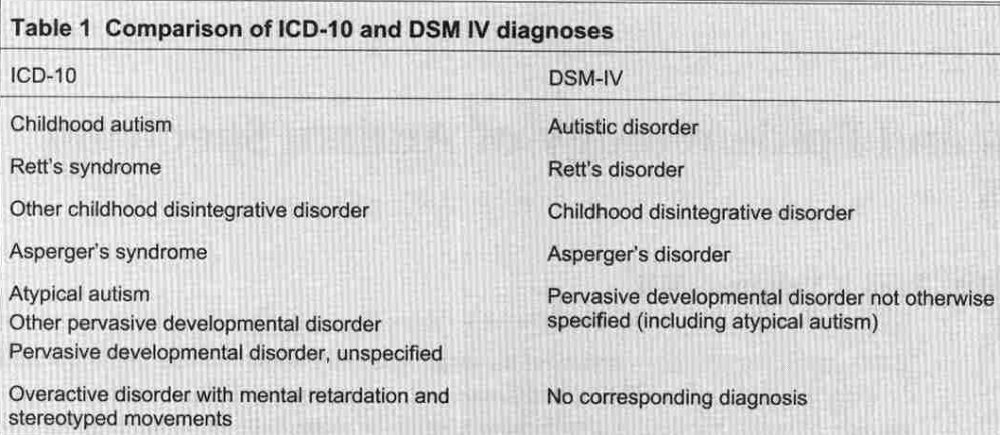 Table 1 Comparison of ICD-10 and DSM IV diagnoses
ICD-10 DSM-IV
Childhood autism Autistic disorder
Rett's syndrome Rett's disorder
Other childhood disintegrative disorder Childhood disintegrative disorder
Asperger's syndrome Asperger's disorder
Atypical autism Pervasive developmental disorder not otherwise
Other pervasive developmental disorder specified (including atypical autism)
Pervasive developmental disorder, unspecified
Overactive disorder with mental retardation and No corresponding diagnosis
stereotyped movements